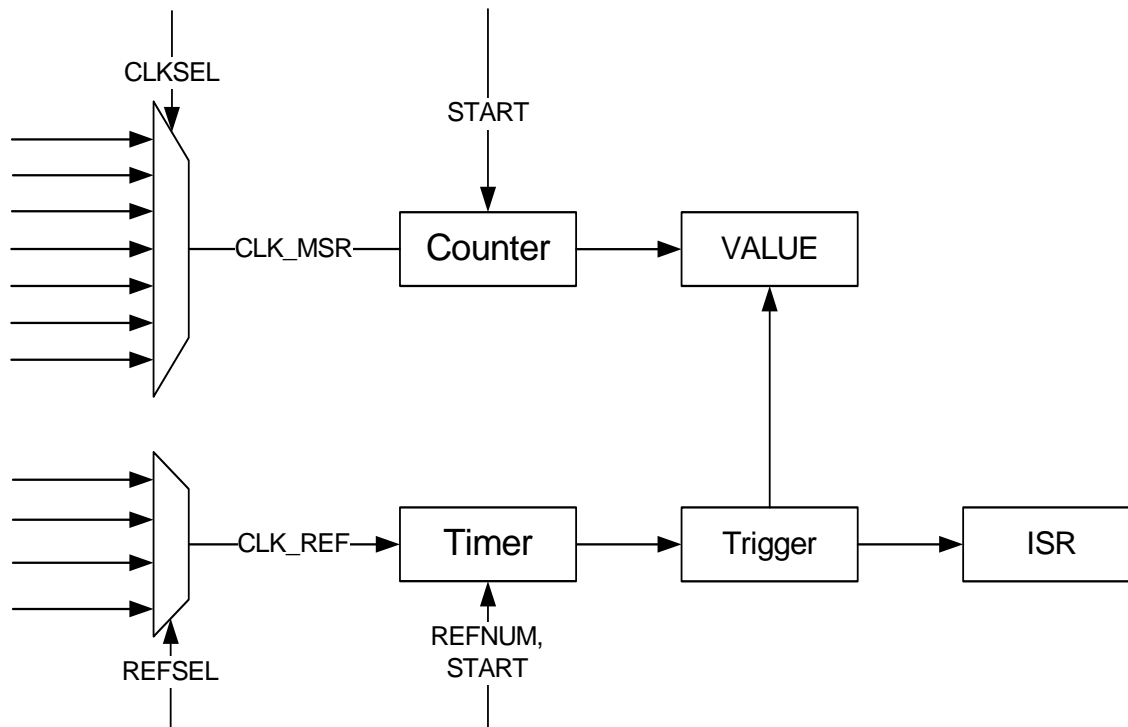 CLKSEL
START
CLK_MSR
Counter
VALUE
CLK_REF
Timer
Trigger
ISR
REFNUM,
START
REFSEL